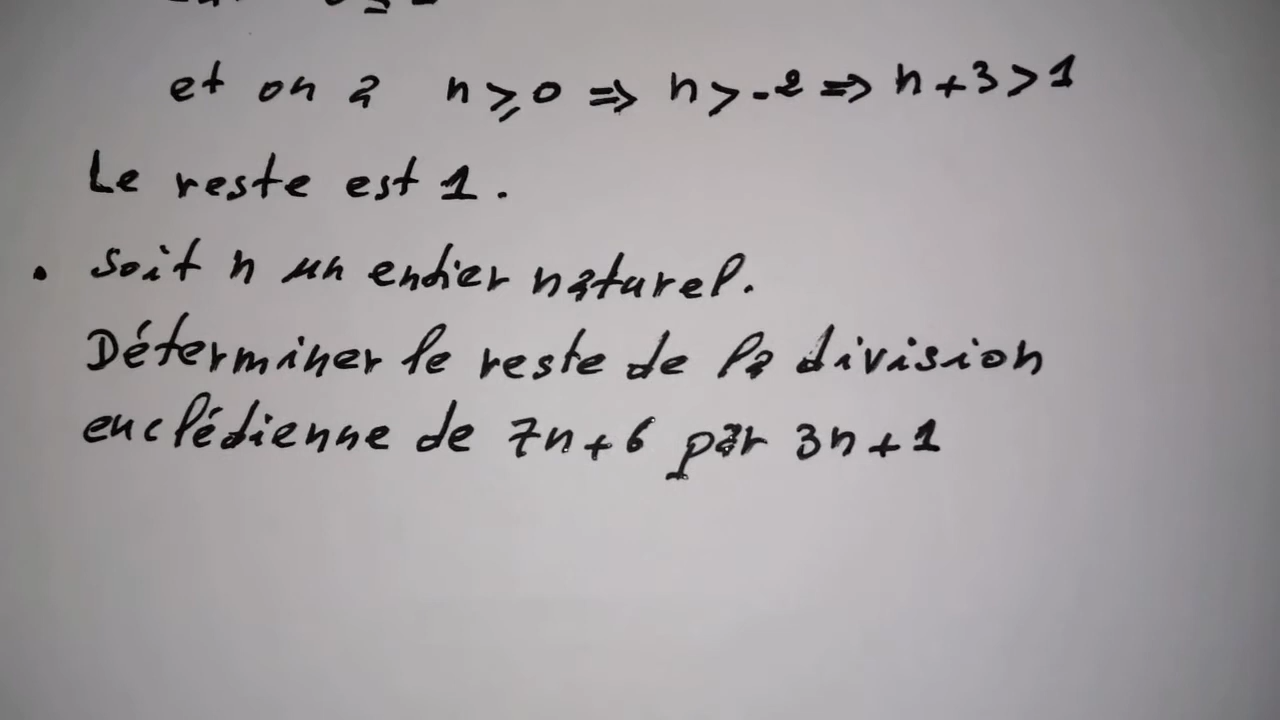 et on a n ⩾ 0 ⇒ n > -2 ⇒ n + 3 > 1
Le reste est 1.
• Soit n un entier naturel.
Déterminer le reste de la division
euclédienne de 7n + 6 par 3n + 1